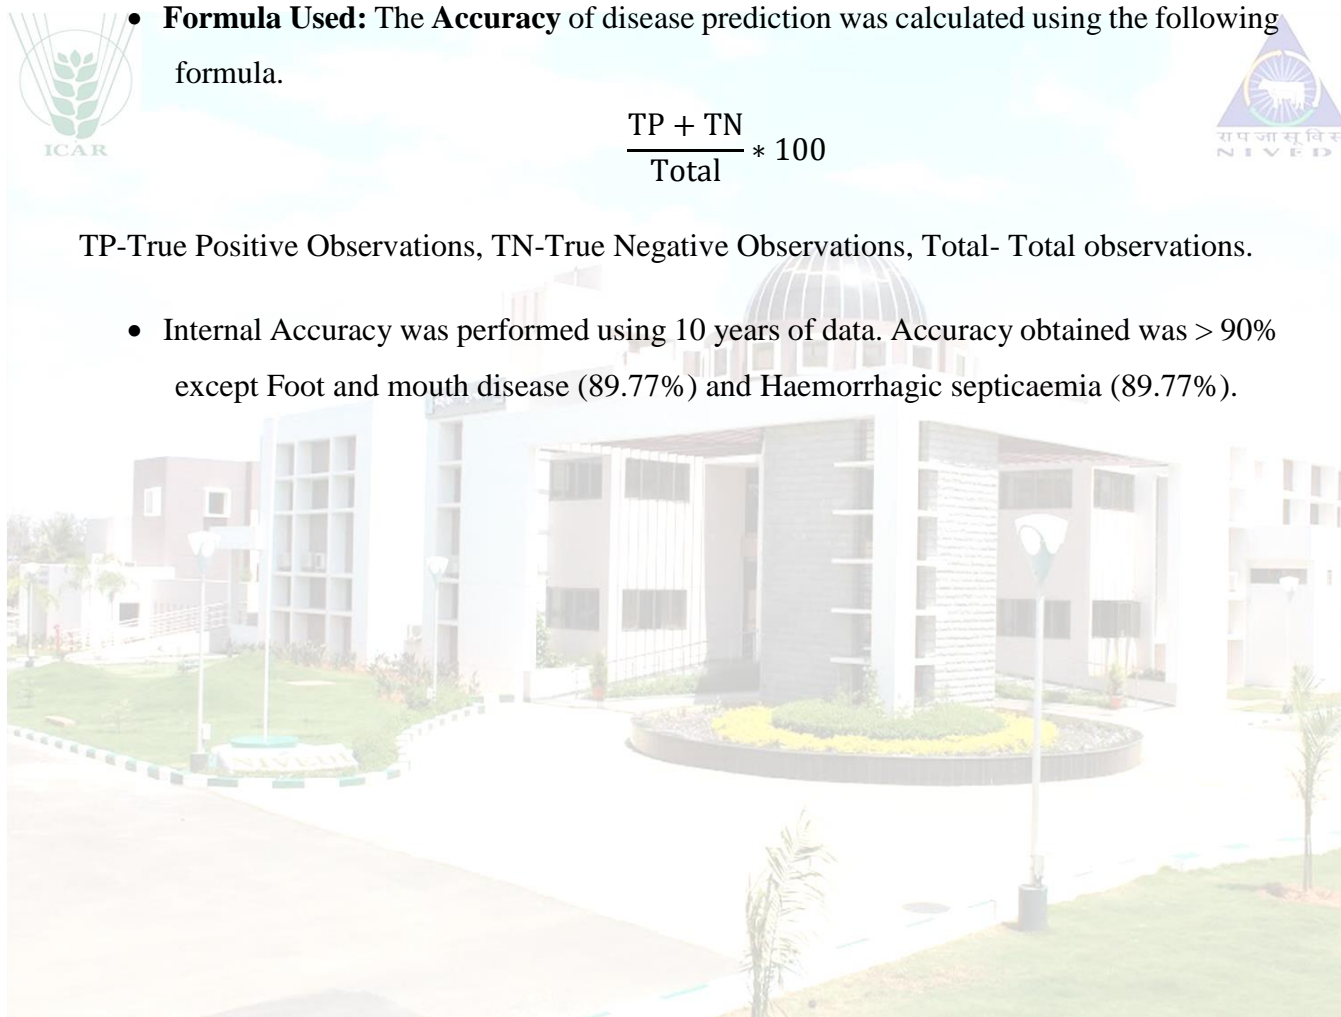 • Formula Used: The Accuracy of disease prediction was calculated using the following
formula.
ICAR
रा प जा सू वि सं
NIVEDI
TP + TN
Total
* 100
TP-True Positive Observations, TN-True Negative Observations, Total- Total observations.
• Internal Accuracy was performed using 10 years of data. Accuracy obtained was > 90%
except Foot and mouth disease (89.77%) and Haemorrhagic septicaemia (89.77%).
NIVEDI